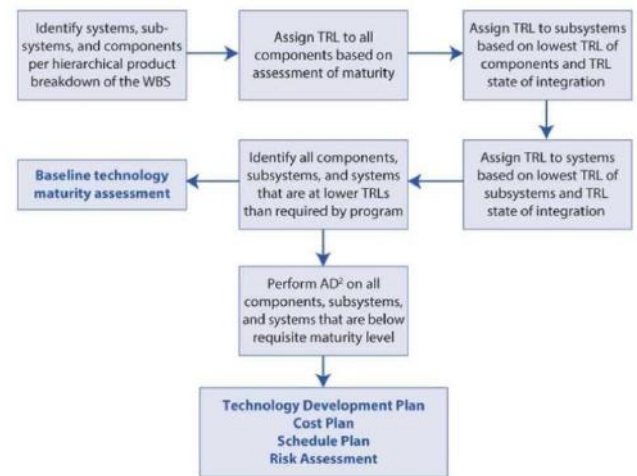 Identify systems, sub-
systems, and components
per hierarchical product
breakdown of the WBS
Assign TRL to all
components based on
assessment of maturity
Assign TRL to subsystems
based on lowest TRL of
components and TRL
state of integration
Assign TRL to systems
based on lowest TRL of
subsystems and TRL
state of integration
Identify all components,
subsystems, and systems
that are at lower TRLs
than required by program
Baseline technology
maturity assessment
Perform AD² on all
components, subsystems,
and systems that are below
requisite maturity level
Technology Development Plan
Cost Plan
Schedule Plan
Risk Assessment